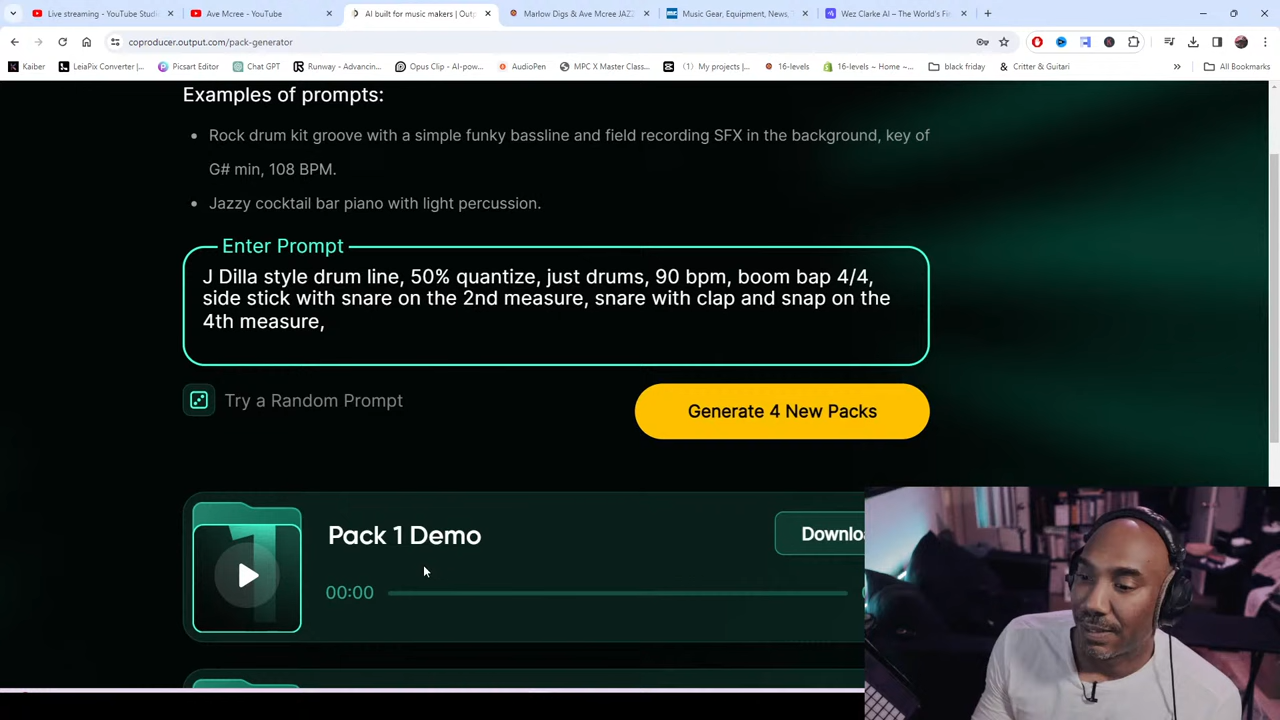 Live streaming - YouTube Studi
Ave Mcree - YouTube
AI built for music makers | Outp
Marlow Digs & Ave Mcree JAZZ
Music Gear, Equipment, News, T
Wez Clarke AI – The World's Fir
coproducer.output.com/pack-generator
Kaiber
LeiaPix Converter |...
Picsart Editor
Chat GPT
Runway - Advancin...
Opus Clip - AI-pow...
AudioPen
MPC X Master Class...
(1) My projects |...
16-levels
16-levels ~ Home ~...
black friday
Critter & Guitari
All Bookmarks
Examples of prompts:
Rock drum kit groove with a simple funky bassline and field recording SFX in the background, key of
G# min, 108 BPM.
Jazzy cocktail bar piano with light percussion.
Enter Prompt
J Dilla style drum line, 50% quantize, just drums, 90 bpm, boom bap 4/4,
side stick with snare on the 2nd measure, snare with clap and snap on the
4th measure,
Try a Random Prompt
Generate 4 New Packs
1
Pack 1 Demo
Downloa
00:00